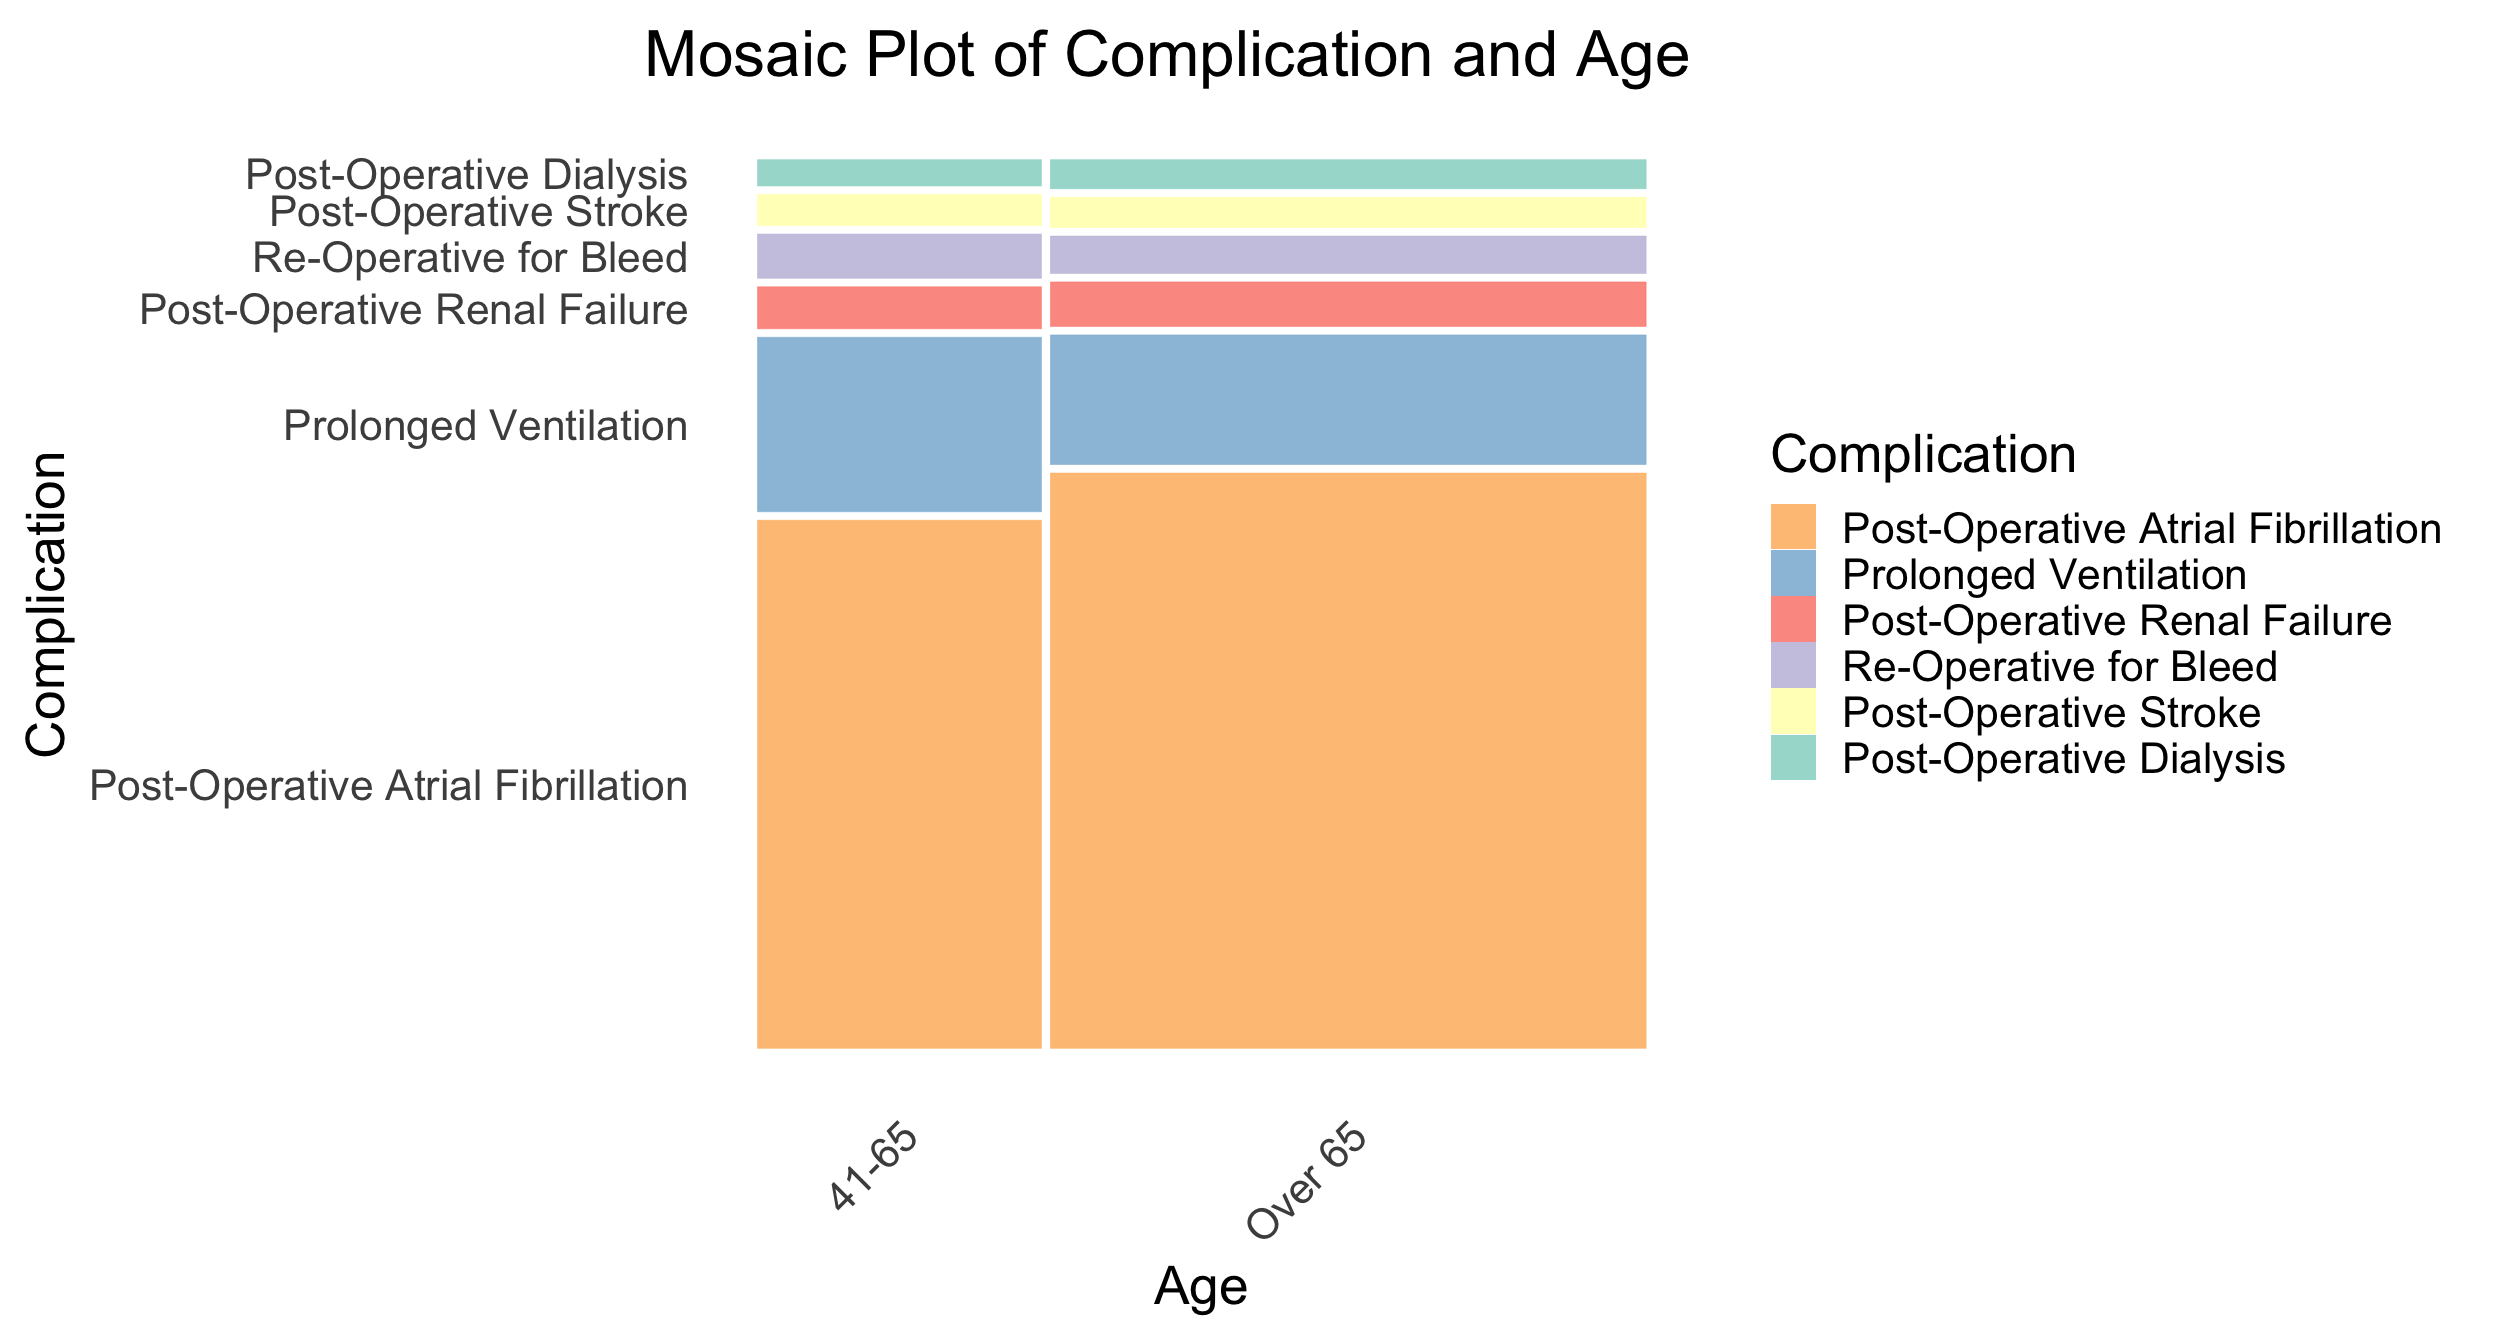 Mosaic Plot of Complication and Age
Post-Operative Dialysis
Post-Operative Stroke
Re-Operative for Bleed
Post-Operative Renal Failure
Prolonged Ventilation
Post-Operative Atrial Fibrillation
Complication
41-65
Over 65
Age
Complication
Post-Operative Atrial Fibrillation
Prolonged Ventilation
Post-Operative Renal Failure
Re-Operative for Bleed
Post-Operative Stroke
Post-Operative Dialysis